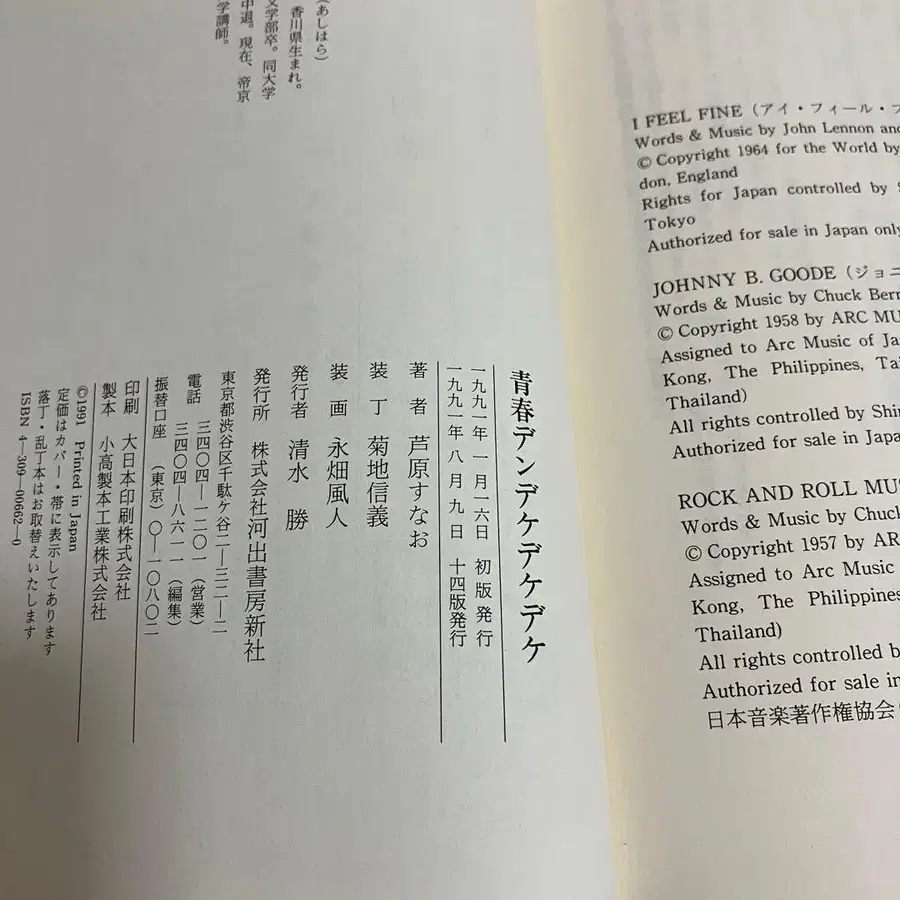 （あしはら）
香川県生まれ。
文学部卒。同大学
中退。現在、帝京
学講師。
青春デンデケデケデケ
一九九一年一月一六日　初版発行
一九九一年八月九日　十四版発行
著　者　芦原すなお
装　丁　菊地信義
装　画　永畑風人
発行者　清水　勝
発行所　株式会社河出書房新社
東京都渋谷区千駄ケ谷二―三二―二
電話　三四〇四―一二〇一（営業）
三四〇四―八六一一（編集）
振替口座　（東京）〇―一〇八〇二
印刷　大日本印刷株式会社
製本　小高製本工業株式会社
©1991　Printed in Japan
定価はカバー・帯に表示してあります
落丁・乱丁本はお取替えいたします
ISBN 4―309―00662―0
I FEEL FINE（アイ・フィール・フ
Words & Music by John Lennon and
© Copyright 1964 for the World by
don, England
Rights for Japan controlled by S
Tokyo
Authorized for sale in Japan only
JOHNNY B. GOODE（ジョニ
Words & Music by Chuck Berr
© Copyright 1958 by ARC MU
Assigned to Arc Music of Ja
Kong, The Philippines, Tai
Thailand)
All rights controlled by Shi
Authorized for sale in Japa
ROCK AND ROLL MUS
Words & Music by Chuck
© Copyright 1957 by AR
Assigned to Arc Music
Kong, The Philippines
Thailand)
All rights controlled b
Authorized for sale in
日本音楽著作権協会（